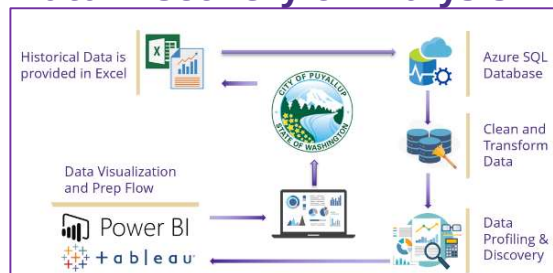 Historical Data is
provided in Excel
Azure SQL
Database
CITY OF PUYALLUP
STATE OF WASHINGTON
Clean and
Transform
Data
Data Visualization
and Prep Flow
Power BI
+ a b l e a u
Data
Profiling &
Discovery